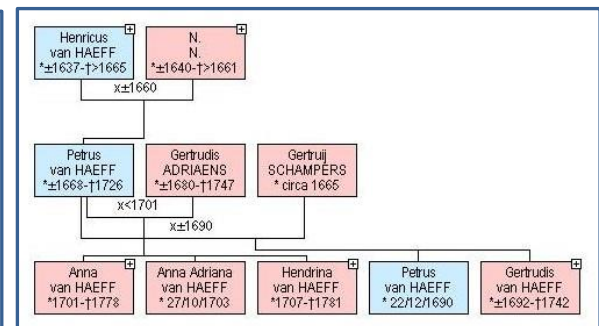 Henricus
van HAEFF
*±1637-†>1665
N.
N.
*±1640-†>1661
x±1660
Petrus
van HAEFF
*±1668-†1726
Gertrudis
ADRIAENS
*±1680-†1747
Gertruij
SCHAMPERS
* circa 1665
x<1701
x±1690
Anna
van HAEFF
*1701-†1778
Anna Adriana
van HAEFF
* 27/10/1703
Hendrina
van HAEFF
*1707-†1781
Petrus
van HAEFF
* 22/12/1690
Gertrudis
van HAEFF
*±1692-†1742